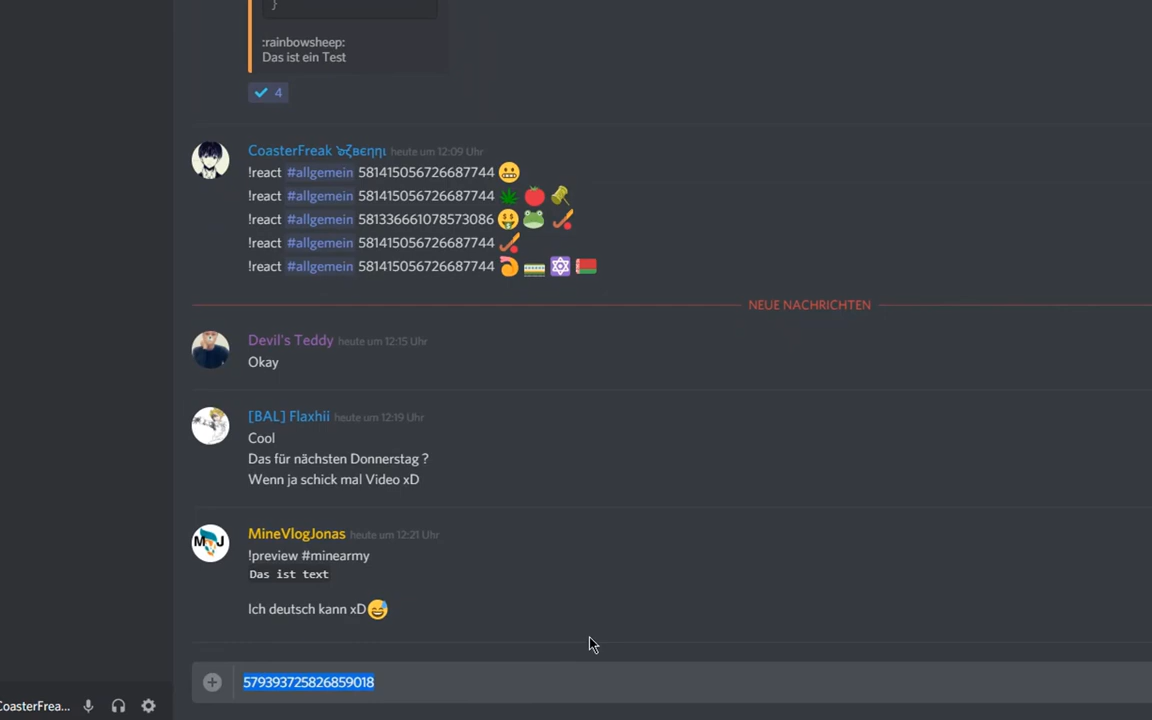 }
:rainbowsheep:
Das ist ein Test
4
CoasterFreak heute um 12:09 Uhr
!react #allgemein 581415056726687744
!react #allgemein 581415056726687744
!react #allgemein 581336661078573086
!react #allgemein 581415056726687744
!react #allgemein 581415056726687744
NEUE NACHRICHTEN
Devil's Teddy heute um 12:15 Uhr
Okay
[BAL] Flaxhii heute um 12:19 Uhr
Cool
Das für nächsten Donnerstag ?
Wenn ja schick mal Video xD
MineVlogJonas heute um 12:21 Uhr
!preview #minearmy
Das ist text
Ich deutsch kann xD
579393725826859018
CoasterFrea...